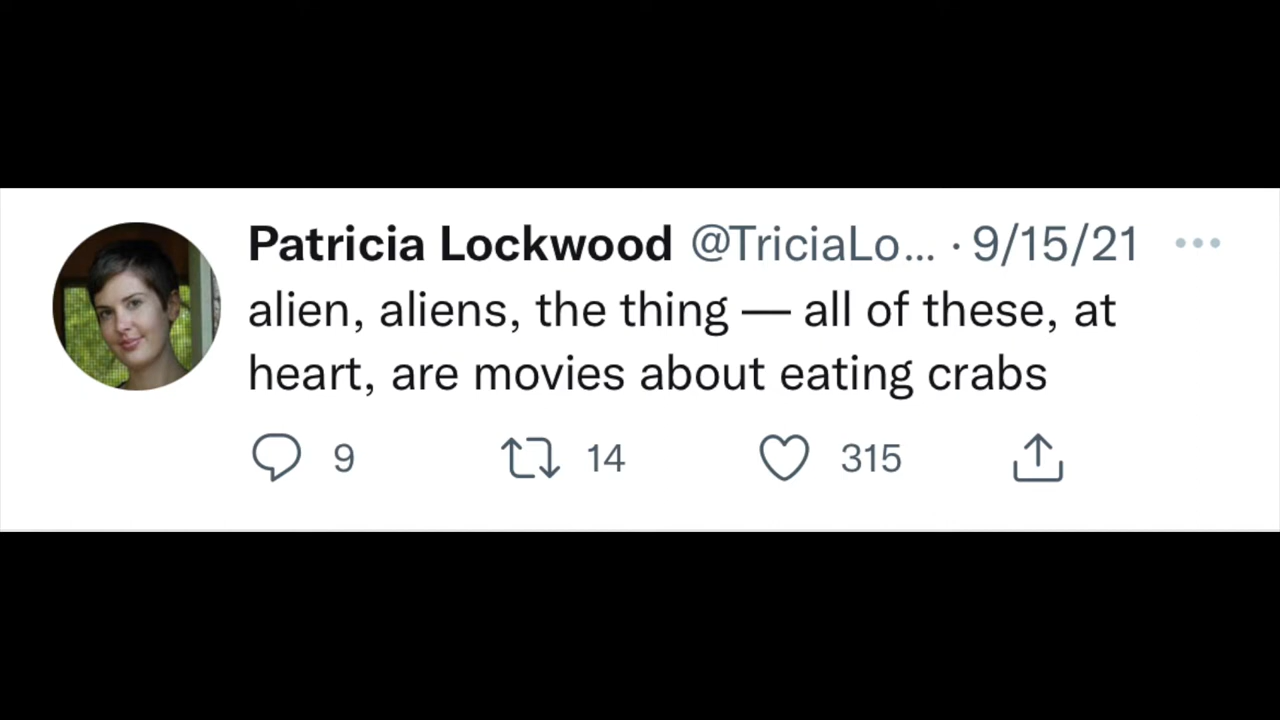 Patricia Lockwood @TriciaLo... · 9/15/21
alien, aliens, the thing — all of these, at
heart, are movies about eating crabs
9 14 315